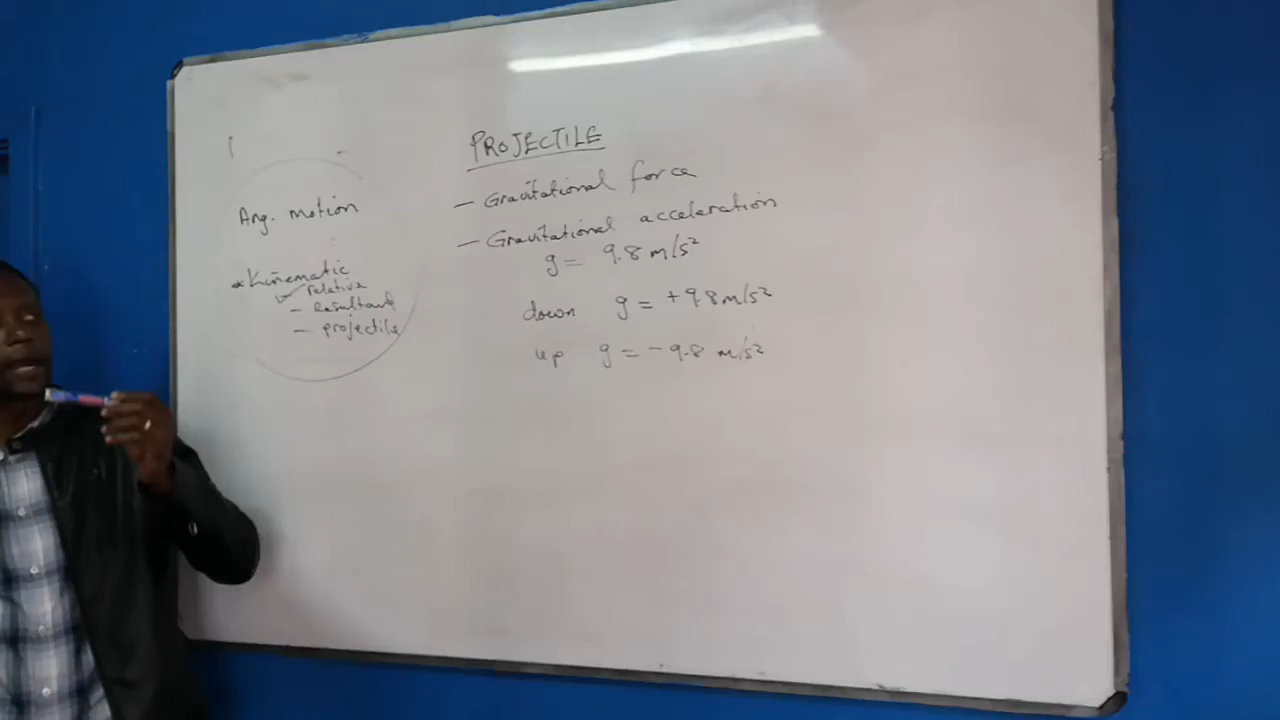 Ang. motion
Kinematic
relative
- Resultant
- projectile
PROJECTILE
- Gravitational force
- Gravitational acceleration
g = 9.8 m/s²
down g = +9.8 m/s²
up g = -9.8 m/s²